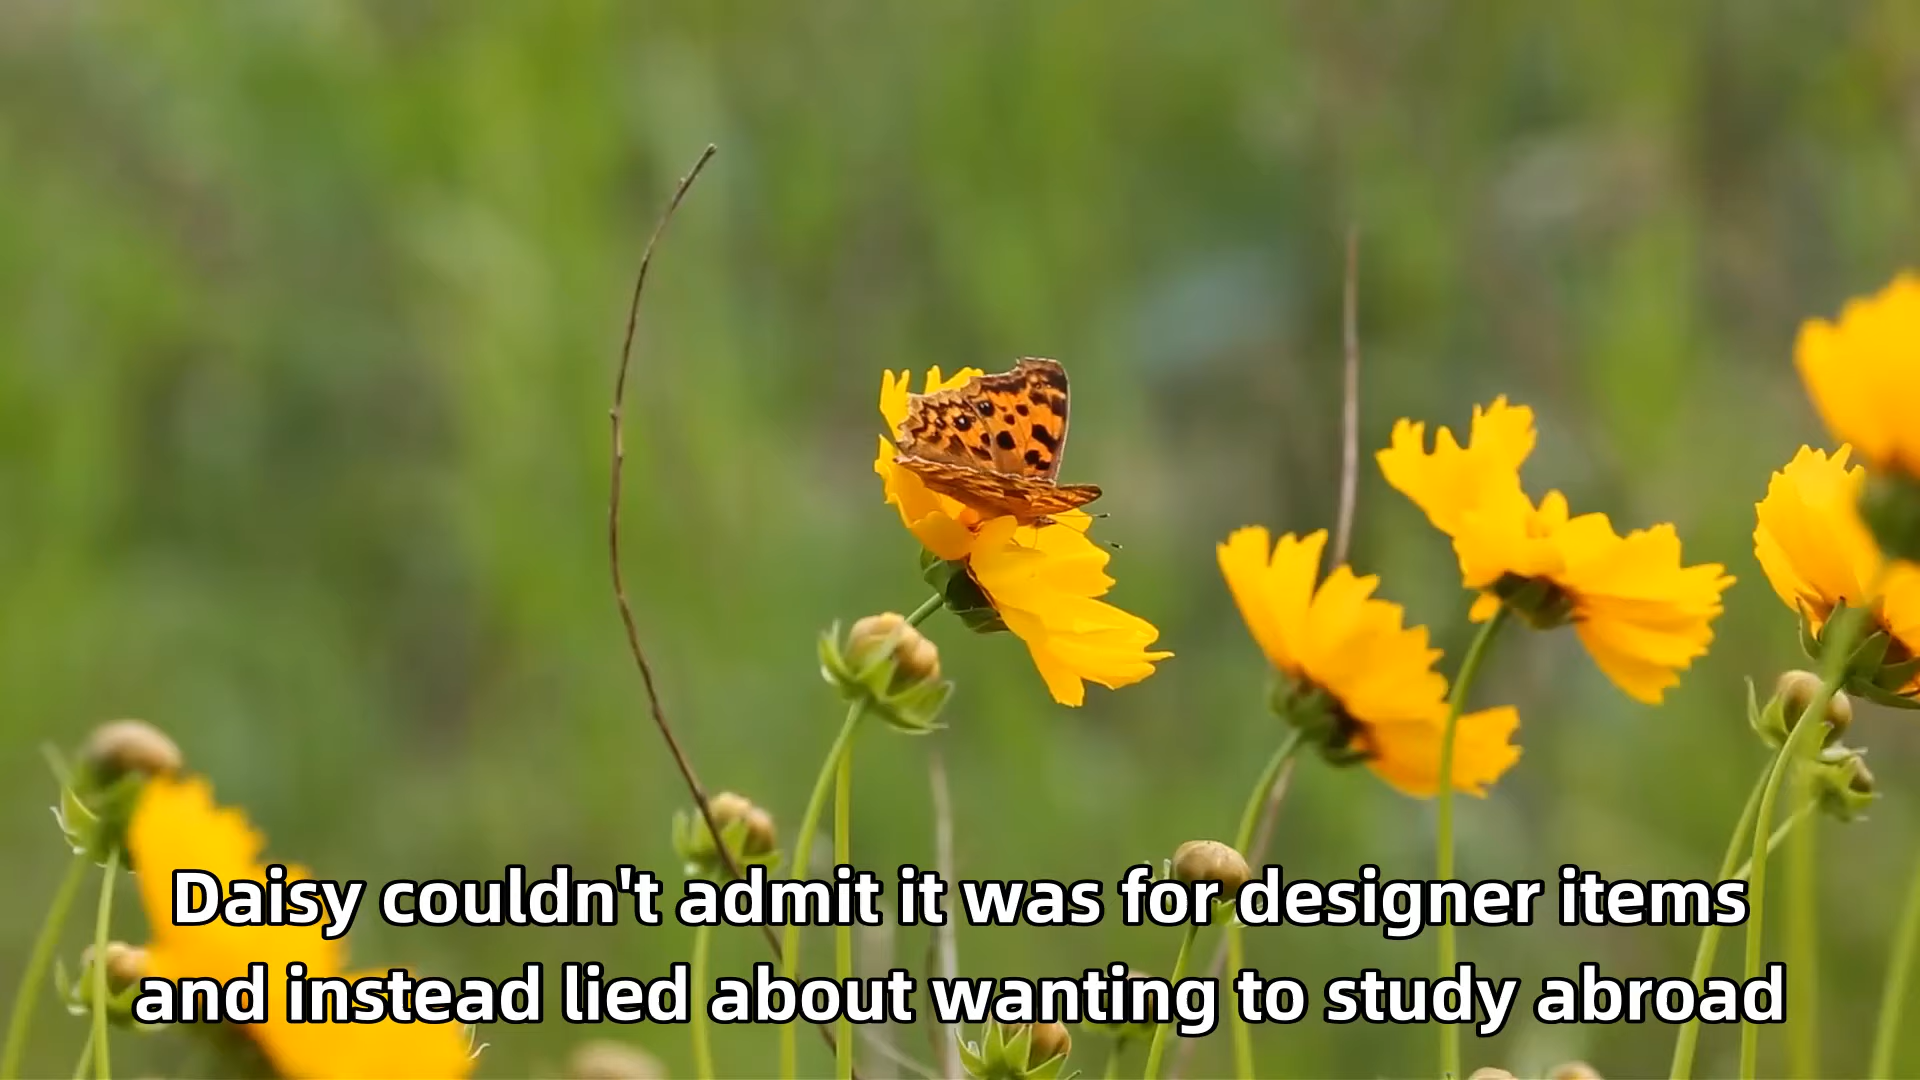 Daisy couldn't admit it was for designer items
and instead lied about wanting to study abroad